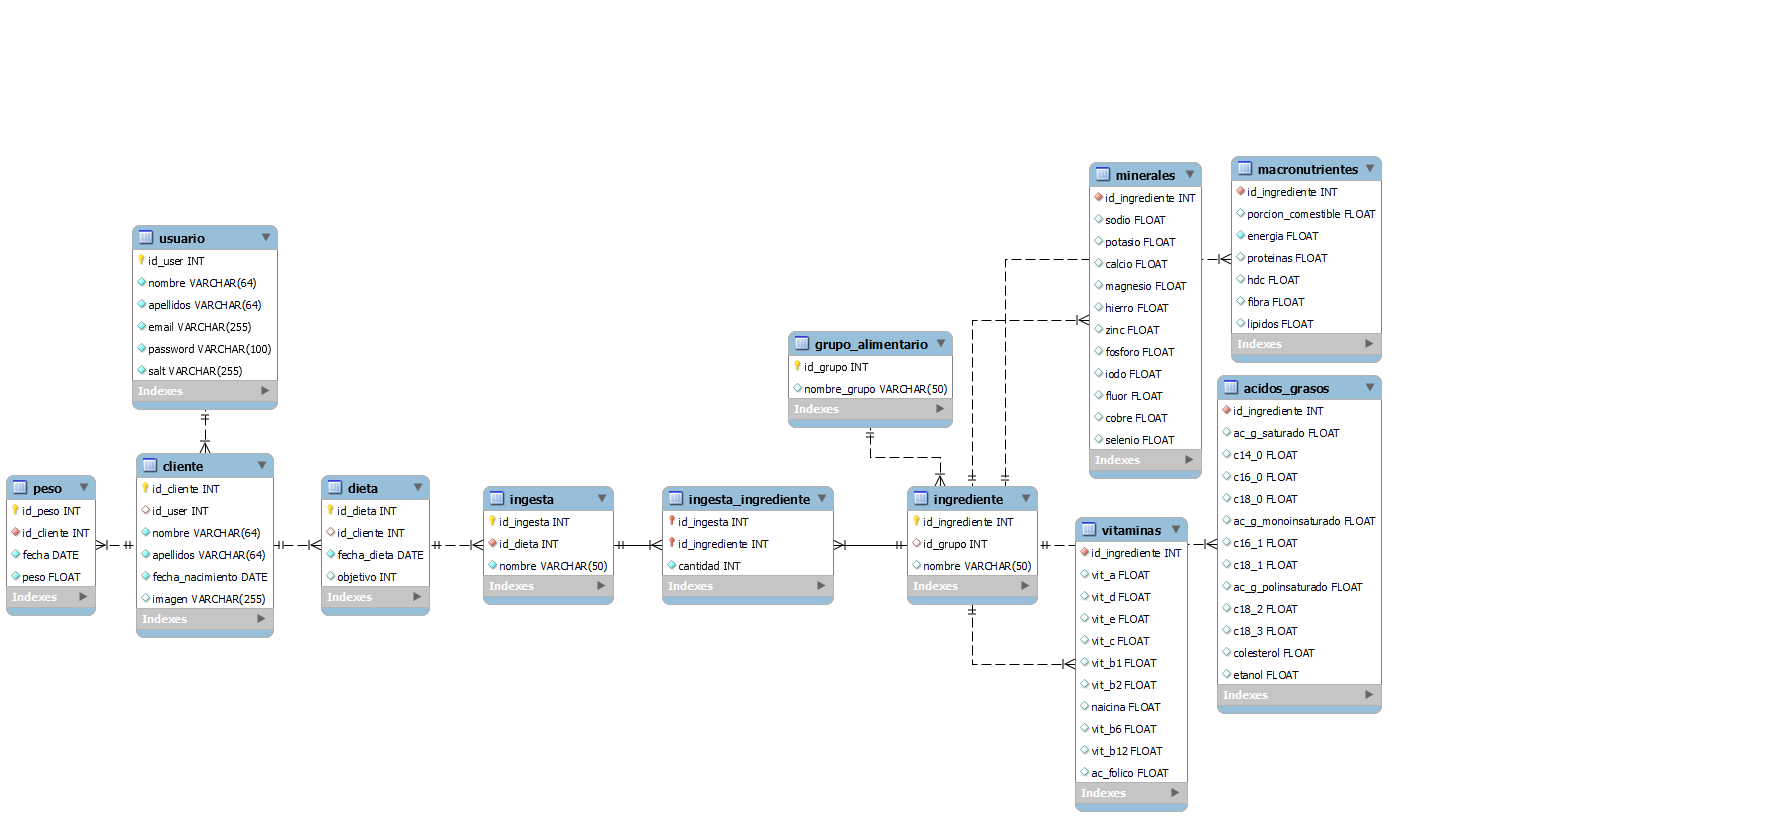 usuario
id_user INT
nombre VARCHAR(64)
apellidos VARCHAR(64)
email VARCHAR(255)
password VARCHAR(100)
salt VARCHAR(255)
Indexes
peso
id_peso INT
id_cliente INT
fecha DATE
peso FLOAT
Indexes
cliente
id_cliente INT
id_user INT
nombre VARCHAR(64)
apellidos VARCHAR(64)
fecha_nacimiento DATE
imagen VARCHAR(255)
Indexes
dieta
id_dieta INT
id_cliente INT
fecha_dieta DATE
objetivo INT
Indexes
ingesta
id_ingesta INT
id_dieta INT
nombre VARCHAR(50)
Indexes
ingesta_ingrediente
id_ingesta INT
id_ingrediente INT
cantidad INT
Indexes
grupo_alimentario
id_grupo INT
nombre_grupo VARCHAR(50)
Indexes
ingrediente
id_ingrediente INT
id_grupo INT
nombre VARCHAR(50)
Indexes
minerales
id_ingrediente INT
sodio FLOAT
potasio FLOAT
calcio FLOAT
magnesio FLOAT
hierro FLOAT
zinc FLOAT
fosforo FLOAT
iodo FLOAT
fluor FLOAT
cobre FLOAT
selenio FLOAT
Indexes
macronutrientes
id_ingrediente INT
porcion_comestible FLOAT
energia FLOAT
proteinas FLOAT
hdc FLOAT
fibra FLOAT
lipidos FLOAT
Indexes
vitaminas
id_ingrediente INT
vit_a FLOAT
vit_d FLOAT
vit_e FLOAT
vit_c FLOAT
vit_b1 FLOAT
vit_b2 FLOAT
naicina FLOAT
vit_b6 FLOAT
vit_b12 FLOAT
ac_folico FLOAT
Indexes
acidos_grasos
id_ingrediente INT
ac_g_saturado FLOAT
c14_0 FLOAT
c16_0 FLOAT
c18_0 FLOAT
ac_g_monoinsaturado FLOAT
c16_1 FLOAT
c18_1 FLOAT
ac_g_polinsaturado FLOAT
c18_2 FLOAT
c18_3 FLOAT
colesterol FLOAT
etanol FLOAT
Indexes